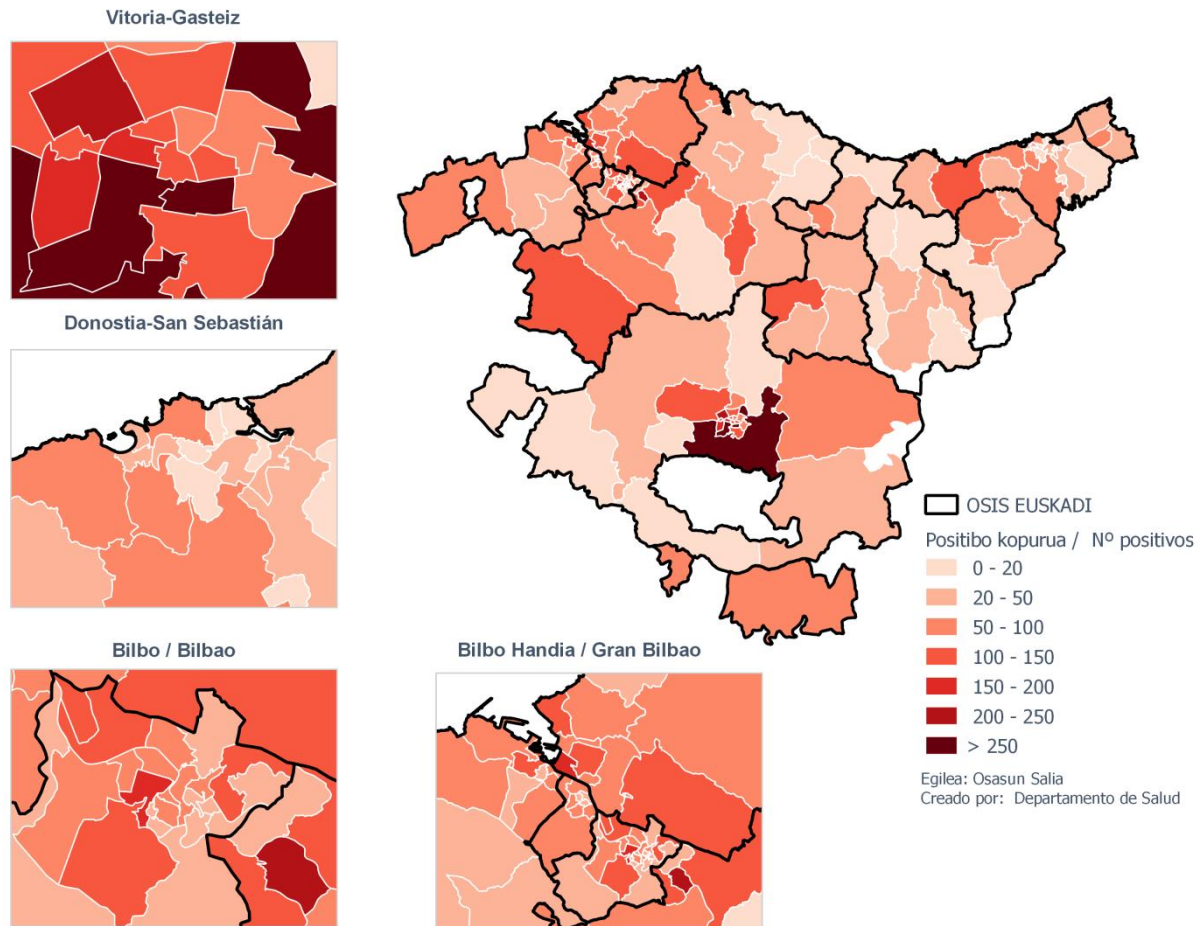 Vitoria-Gasteiz
Donostia-San Sebastián
Bilbo / Bilbao
Bilbo Handia / Gran Bilbao
OSIS EUSKADI
Positibo kopurua / Nº positivos
0 - 20
20 - 50
50 - 100
100 - 150
150 - 200
200 - 250
> 250
Egilea: Osasun Salia
Creado por: Departamento de Salud